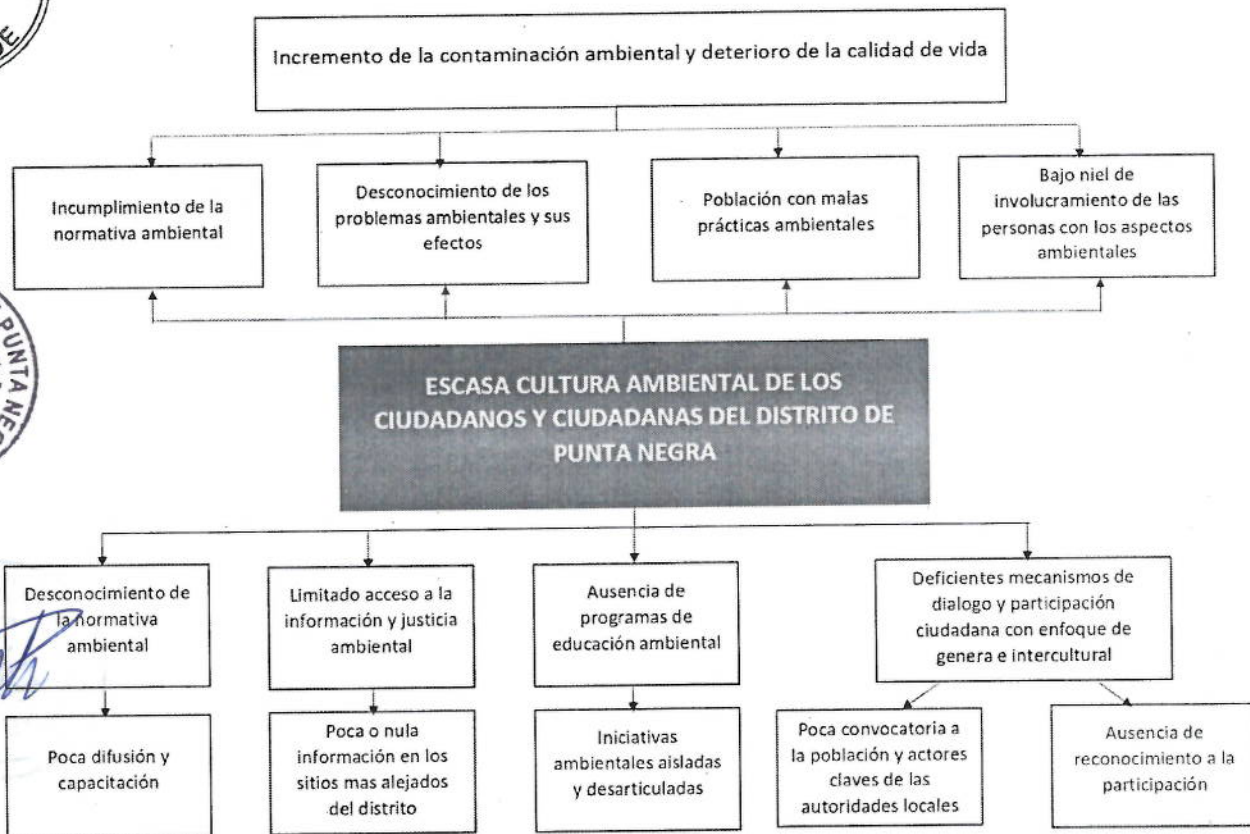 DE
Incremento de la contaminación ambiental y deterioro de la calidad de vida
Incumplimiento de la
normativa ambiental
Desconocimiento de los
problemas ambientales y sus
efectos
Población con malas
prácticas ambientales
Bajo niel de
involucramiento de las
personas con los aspectos
ambientales
PUNTA NEG
ESCASA CULTURA AMBIENTAL DE LOS
CIUDADANOS Y CIUDADANAS DEL DISTRITO DE
PUNTA NEGRA
Desconocimiento de
la normativa
ambiental
Limitado acceso a la
información y justicia
ambiental
Ausencia de
programas de
educación ambiental
Deficientes mecanismos de
dialogo y participación
ciudadana con enfoque de
genera e intercultural
Poca difusión y
capacitación
Poca o nula
información en los
sitios mas alejados
del distrito
Iniciativas
ambientales aisladas
y desarticuladas
Poca convocatoria a
la población y actores
claves de las
autoridades locales
Ausencia de
reconocimiento a la
participación